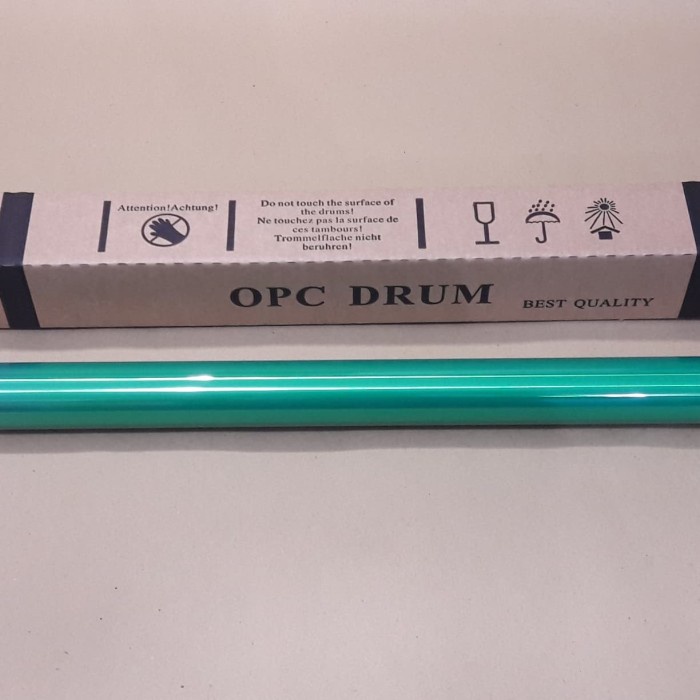 Attention!Achtung!
Do not touch the surface of
the drums!
Ne touchez pas la surface de
ces tambours!
Trommelflache nicht
beruhren!
OPC DRUM
BEST QUALITY